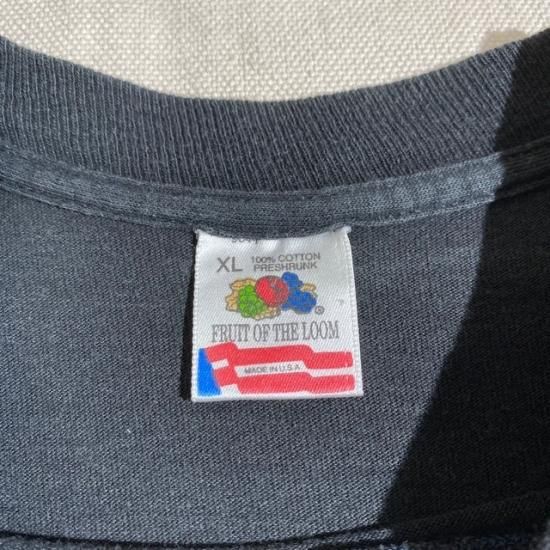 XL 100% COTTON
PRESHRUNK
®
FRUIT OF THE LOOM
MADE IN U.S.A.